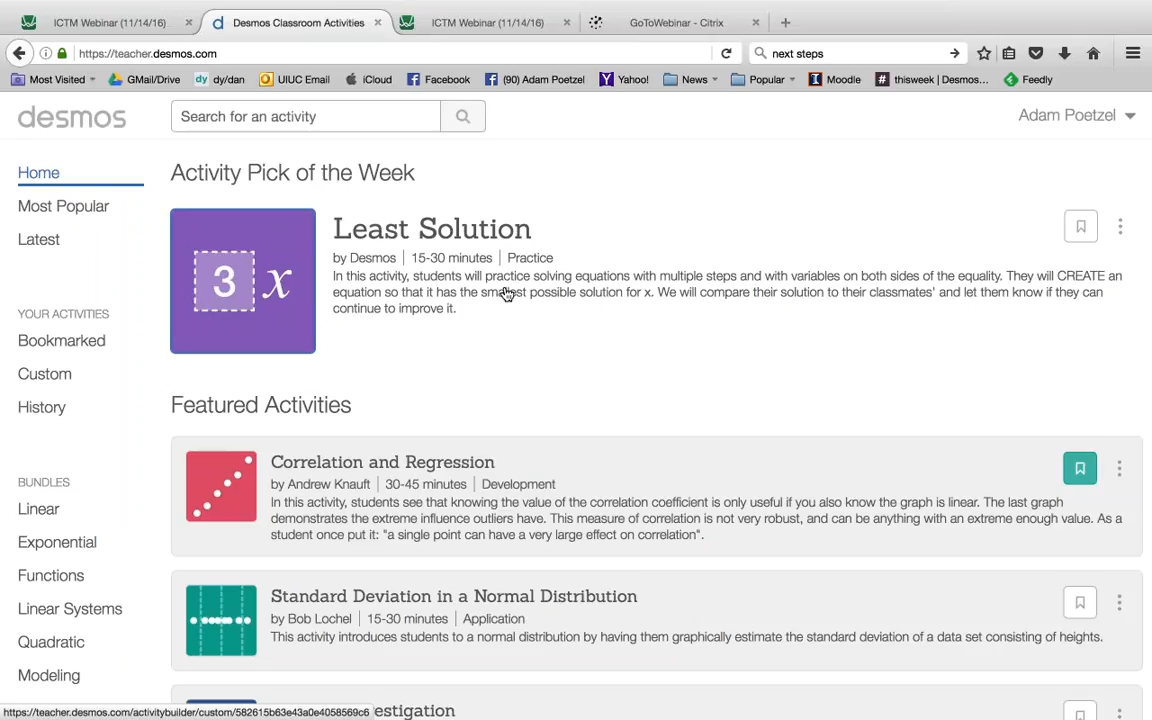 ICTM Webinar (11/14/16) ×
Desmos Classroom Activities ×
ICTM Webinar (11/14/16) ×
GoToWebinar - Citrix ×
https://teacher.desmos.com
next steps
Most Visited
GMail/Drive
dy/dan
UIUC Email
iCloud
Facebook
(90) Adam Poetzel
Yahoo!
News
Popular
Moodle
thisweek | Desmos...
Feedly
desmos
Search for an activity
Adam Poetzel
Home
Most Popular
Latest
YOUR ACTIVITIES
Bookmarked
Custom
History
BUNDLES
Linear
Exponential
Functions
Linear Systems
Quadratic
Modeling
Activity Pick of the Week
3 x
Least Solution
by Desmos | 15-30 minutes | Practice
In this activity, students will practice solving equations with multiple steps and with variables on both sides of the equality. They will CREATE an
equation so that it has the smallest possible solution for x. We will compare their solution to their classmates' and let them know if they can
continue to improve it.
Featured Activities
Correlation and Regression
by Andrew Knauft | 30-45 minutes | Development
In this activity, students see that knowing the value of the correlation coefficient is only useful if you also know the graph is linear. The last graph
demonstrates the extreme influence outliers have. This measure of correlation is not very robust, and can be anything with an extreme enough value. As a
student once put it: "a single point can have a very large effect on correlation".
Standard Deviation in a Normal Distribution
by Bob Lochel | 15-30 minutes | Application
This activity introduces students to a normal distribution by having them graphically estimate the standard deviation of a data set consisting of heights.
estigation
https://teacher.desmos.com/activitybuilder/custom/582615b63e43a0e4058569c6